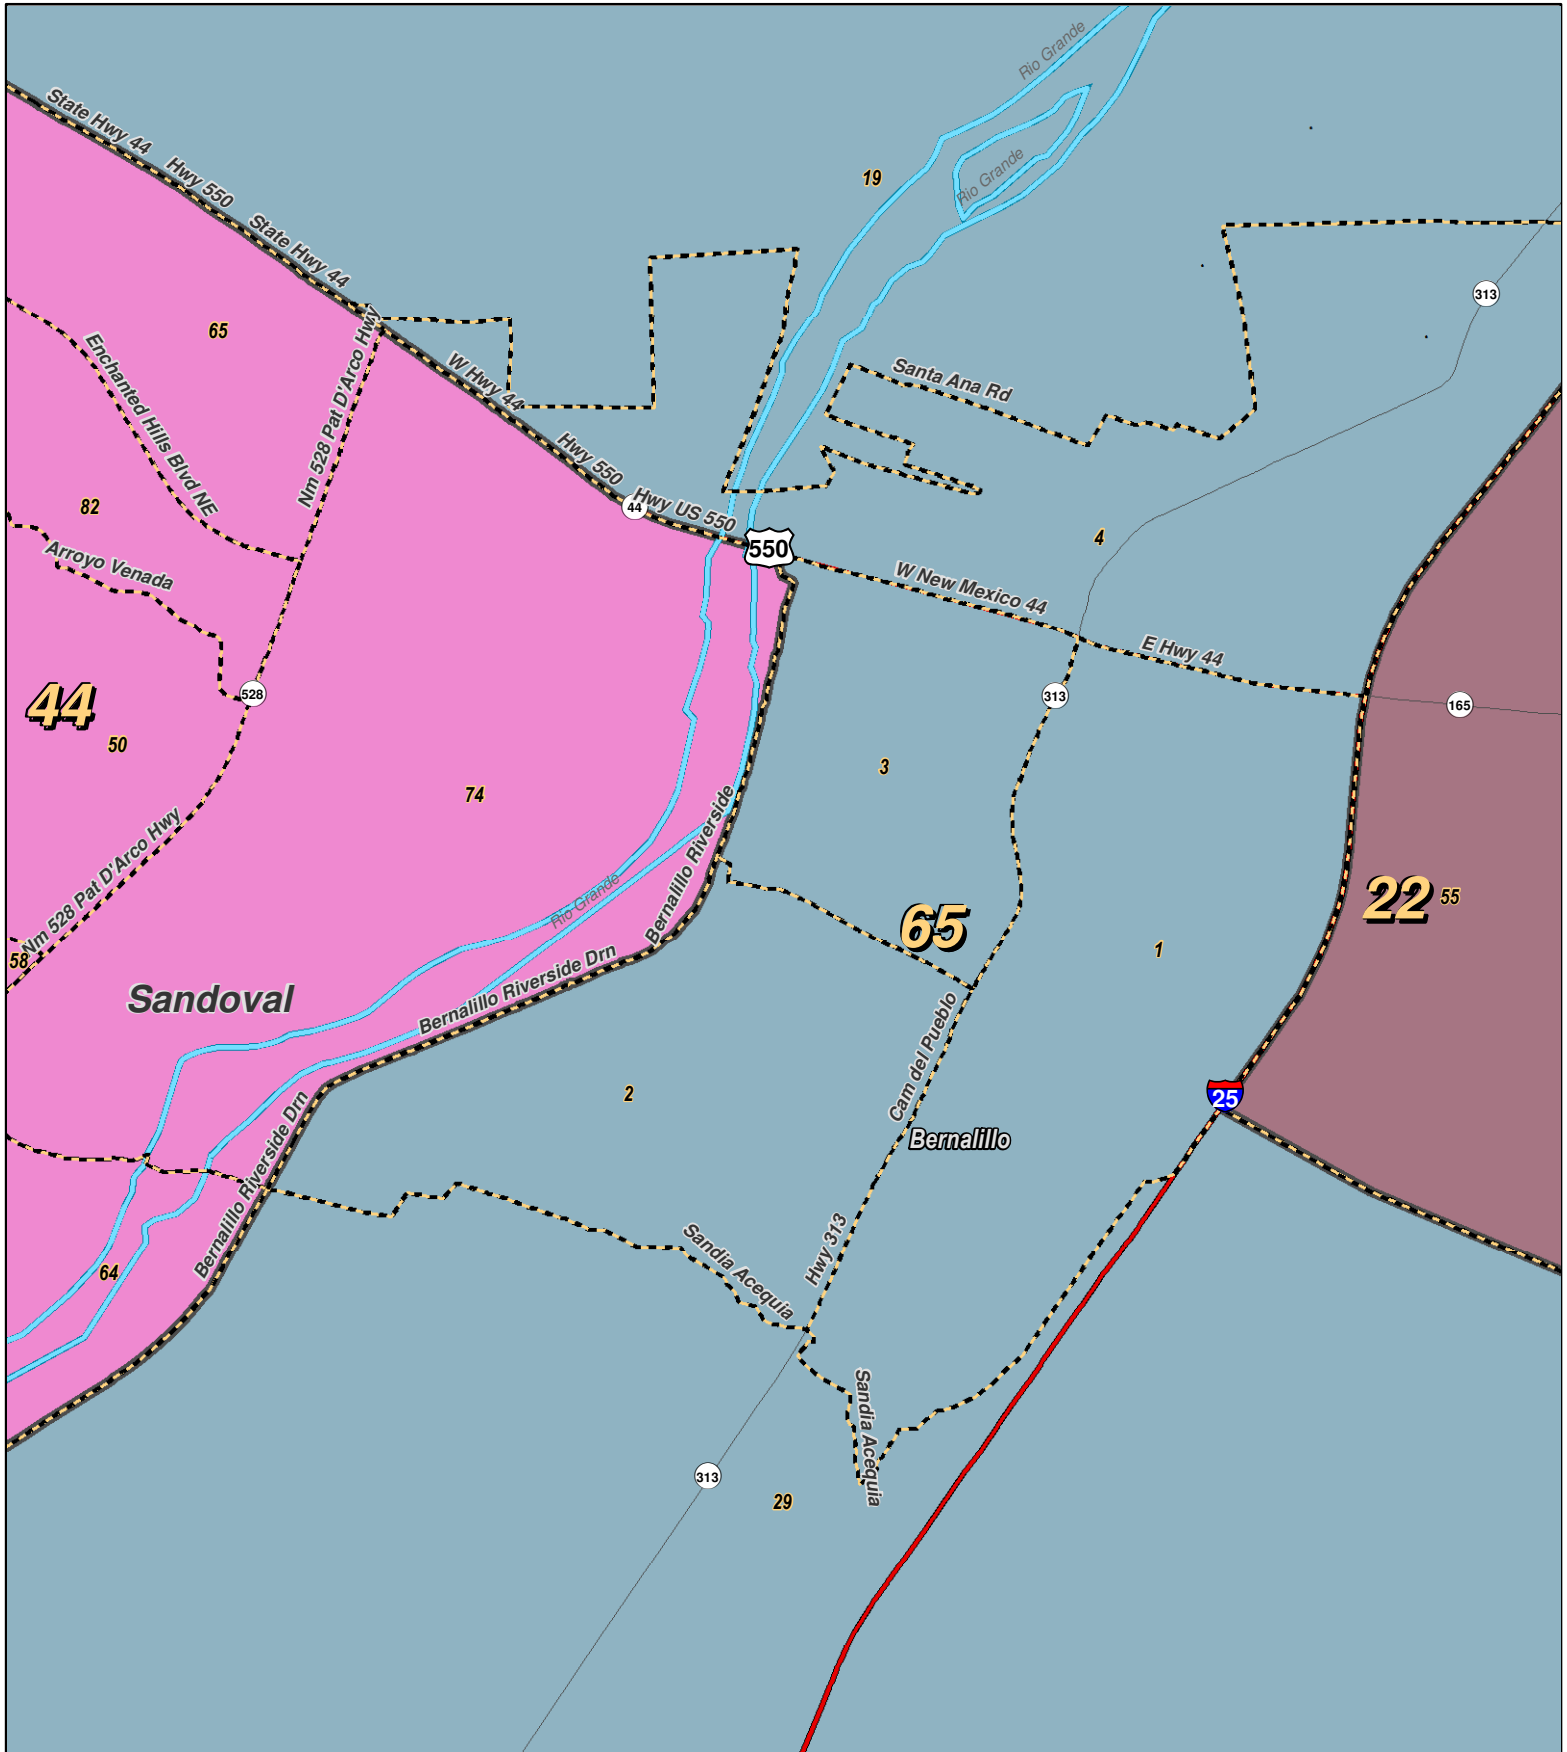 Rio Grande
State Hwy 44
Hwy 550
19
Rio Grande
State Hwy 44
313
65
Enchanted Hills Blvd NE
Nm 528 Pat D'Arco Hwy
W Hwy 44
Santa Ana Rd
Hwy 550
82
44
Hwy US 550
550
4
Arroyo Venada
W New Mexico 44
E Hwy 44
528
313
165
44
50
3
74
Nm 528 Pat D'Arco Hwy
Bernalillo Riverside
Rio Grande
65
22
55
58
1
Sandoval
Bernalillo Riverside Drn
Cam del Pueblo
2
25
Bernalillo
Bernalillo Riverside Drn
Hwy 313
Sandia Acequia
64
Sandia Acequia
313
29